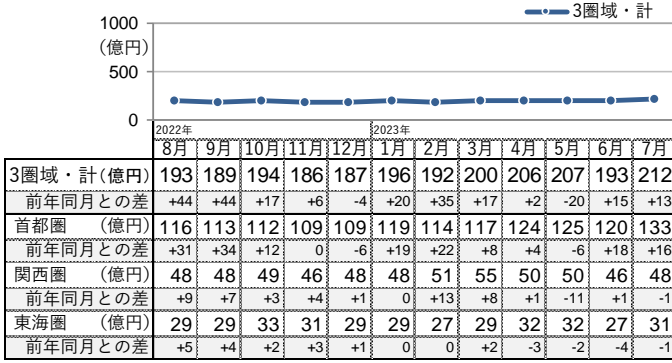 3圏域・計
1000
(億円)
500
0
2022年 2023年
8月 9月 10月 11月 12月 1月 2月 3月 4月 5月 6月 7月
3圏域・計(億円) 193 189 194 186 187 196 192 200 206 207 193 212
前年同月との差 +44 +44 +17 +6 -4 +20 +35 +17 +2 -20 +15 +13
首都圏 (億円) 116 113 112 109 109 119 114 117 124 125 120 133
前年同月との差 +31 +34 +12 0 -6 +19 +22 +8 +4 -6 +18 +16
関西圏 (億円) 48 48 49 46 48 48 51 55 50 50 46 48
前年同月との差 +9 +7 +3 +4 +1 0 +13 +8 +1 -11 +1 -1
東海圏 (億円) 29 29 33 31 29 29 27 29 32 32 27 31
前年同月との差 +5 +4 +2 +3 +1 0 0 +2 -3 -2 -4 -1